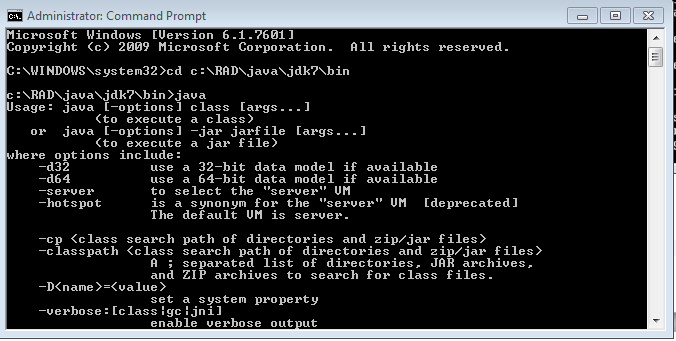 Administrator: Command Prompt
Microsoft Windows [Version 6.1.7601]
Copyright (c) 2009 Microsoft Corporation.  All rights reserved.
C:\WINDOWS\system32>cd c:\RAD\java\jdk7\bin
c:\RAD\java\jdk7\bin>java
Usage: java [-options] class [args...]
           (to execute a class)
   or  java [-options] -jar jarfile [args...]
           (to execute a jar file)
where options include:
    -d32          use a 32-bit data model if available
    -d64          use a 64-bit data model if available
    -server       to select the "server" VM
    -hotspot      is a synonym for the "server" VM  [deprecated]
                  The default VM is server.
    -cp <class search path of directories and zip/jar files>
    -classpath <class search path of directories and zip/jar files>
                  A ; separated list of directories, JAR archives,
                  and ZIP archives to search for class files.
    -D<name>=<value>
                  set a system property
    -verbose:[class|gc|jni]
                  enable verbose output